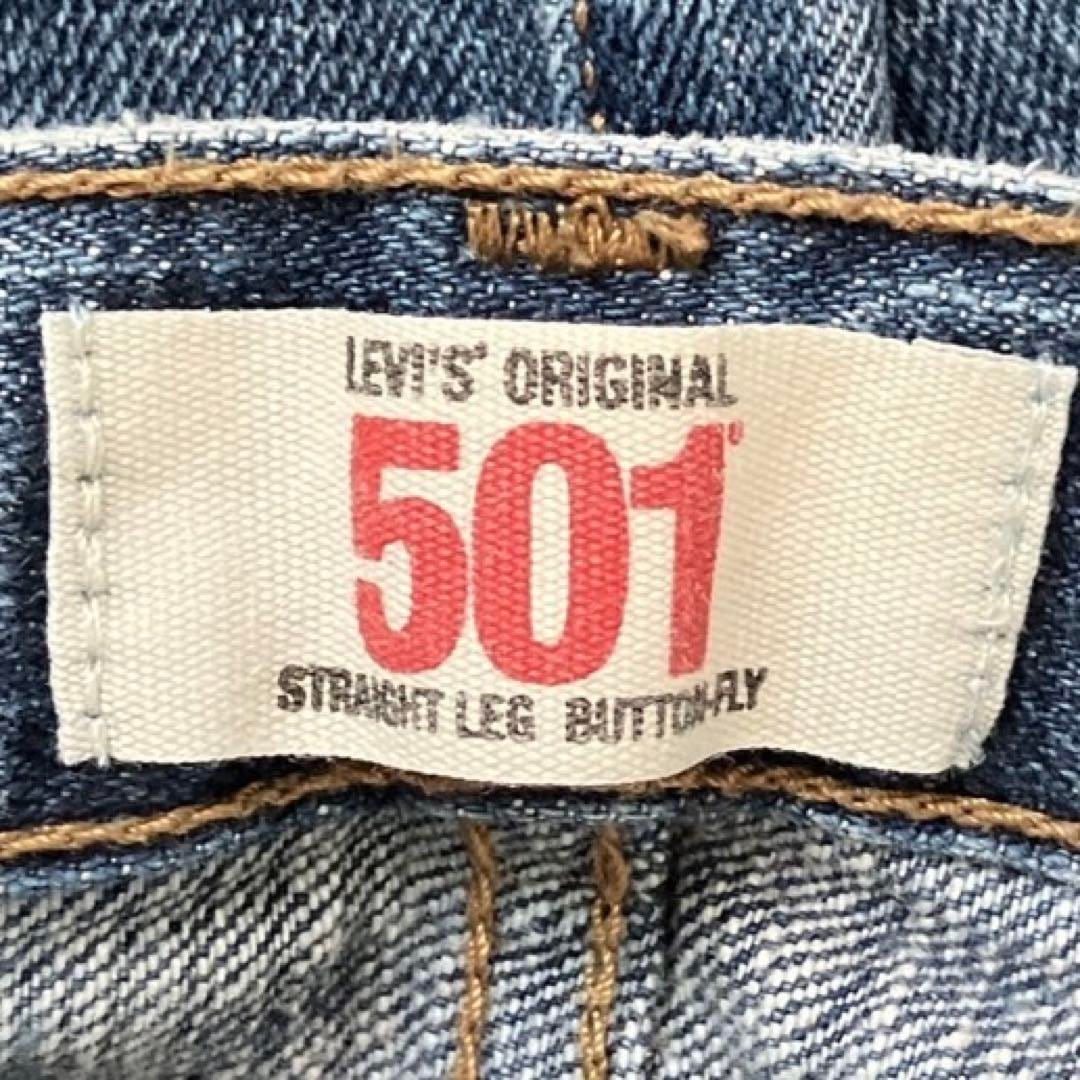 LEVI'S® ORIGINAL
501®
STRAIGHT LEG BUTTON-FLY